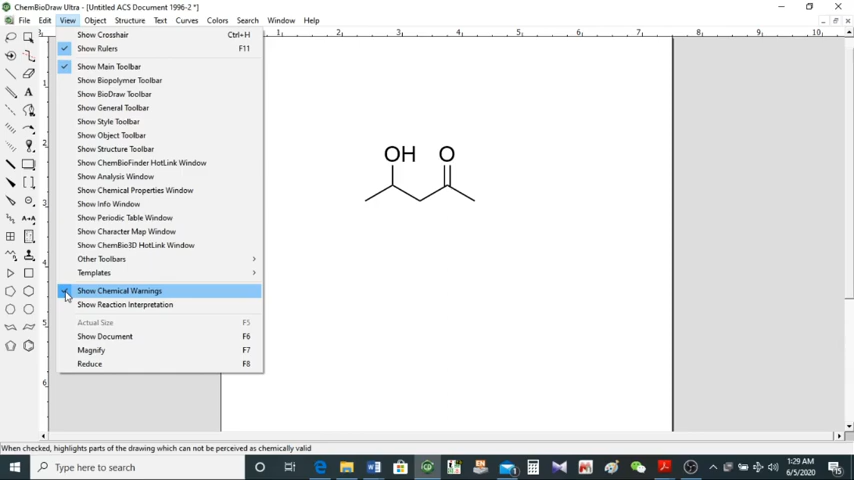 ChemBioDraw Ultra - [Untitled ACS Document 1996-2 *]
File Edit View Object Structure Text Curves Colors Search Window Help
Show Crosshair Ctrl+H
Show Rulers F11
Show Main Toolbar
Show Biopolymer Toolbar
Show BioDraw Toolbar
Show General Toolbar
Show Style Toolbar
Show Object Toolbar
Show Structure Toolbar
Show ChemBioFinder HotLink Window
Show Analysis Window
Show Chemical Properties Window
Show Info Window
Show Periodic Table Window
Show Character Map Window
Show ChemBio3D HotLink Window
Other Toolbars
Templates
Show Chemical Warnings
Show Reaction Interpretation
Actual Size F5
Show Document F6
Magnify F7
Reduce F8
OH O
When checked, highlights parts of the drawing which can not be perceived as chemically valid
Type here to search
1:29 AM
6/5/2020